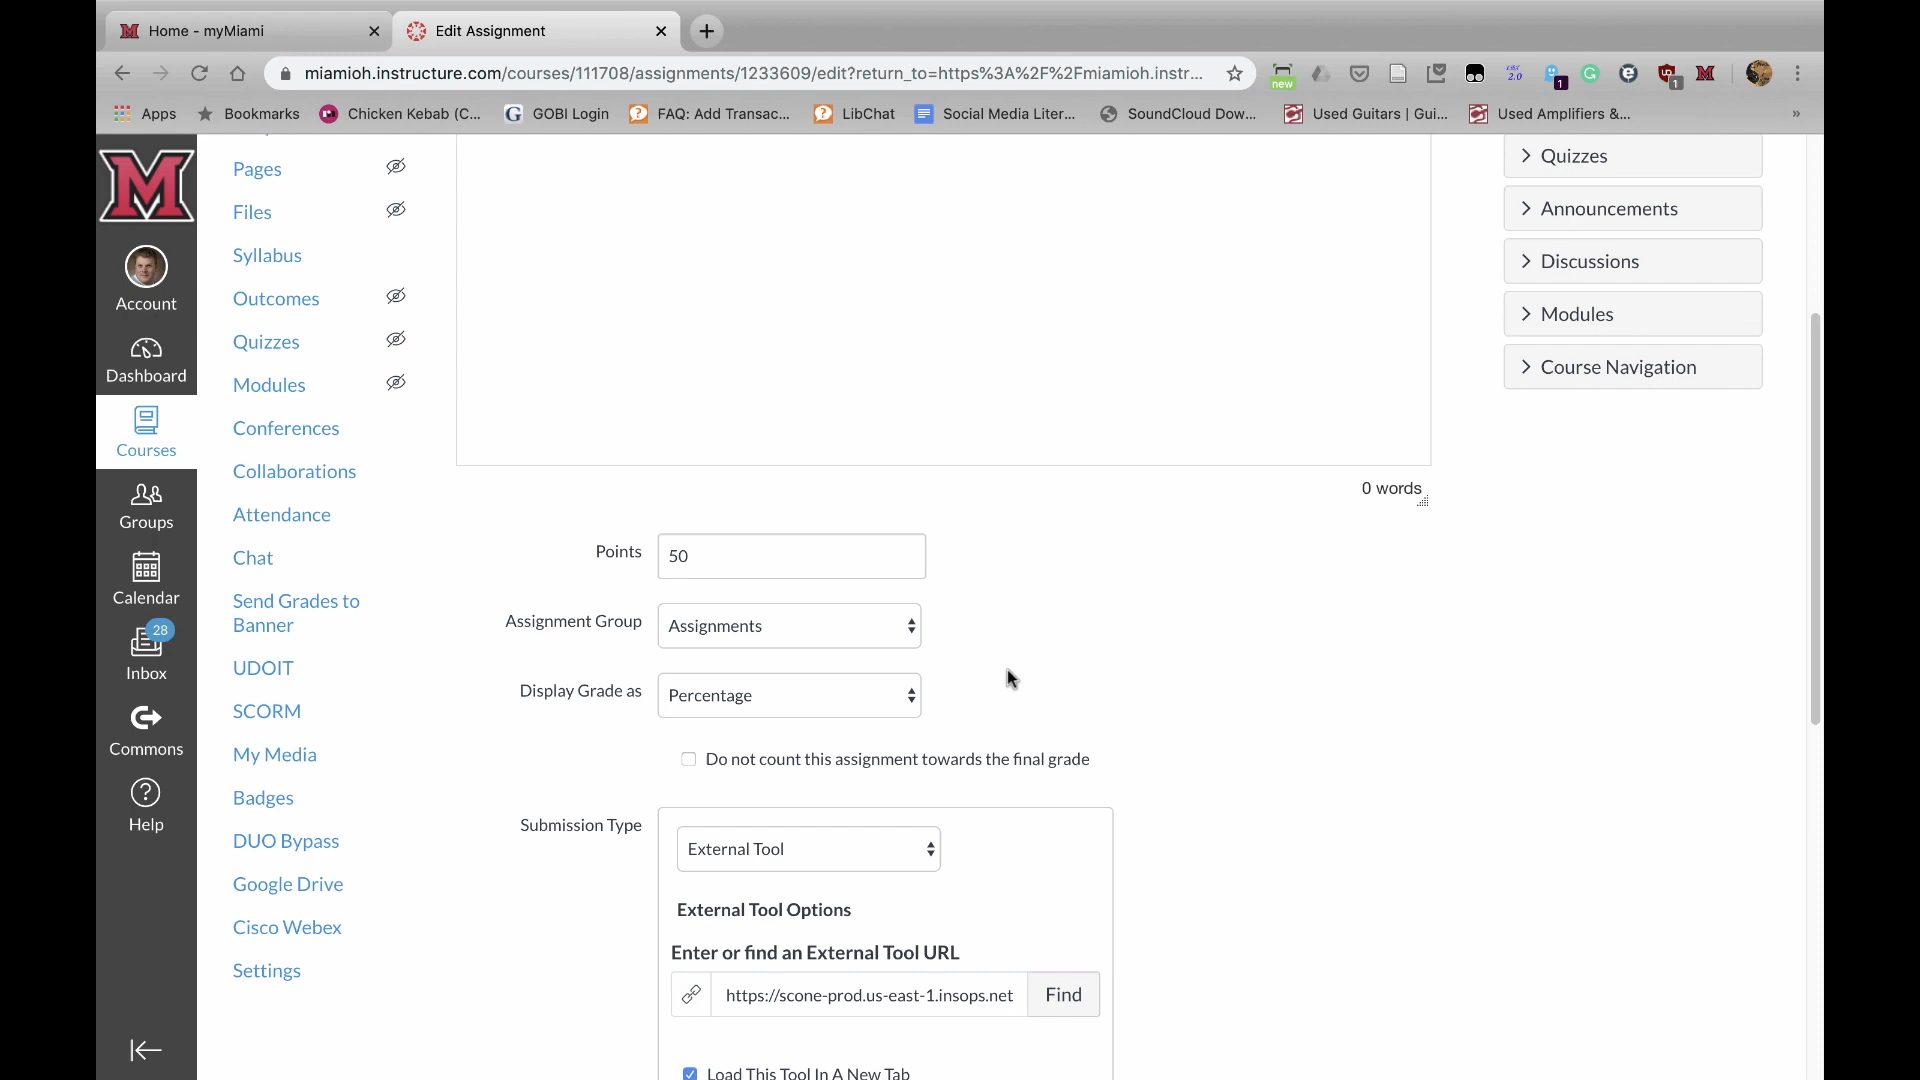 Home - myMiami
Edit Assignment
miamioh.instructure.com/courses/111708/assignments/1233609/edit?return_to=https%3A%2F%2Fmiamioh.instr...
new
1
1
Apps
Bookmarks
Chicken Kebab (C...
GOBI Login
FAQ: Add Transac...
LibChat
Social Media Liter...
SoundCloud Dow...
Used Guitars | Gui...
Used Amplifiers &...
»
M
Account
Dashboard
Courses
Groups
Calendar
28
Inbox
Commons
Help
Pages
Files
Syllabus
Outcomes
Quizzes
Modules
Conferences
Collaborations
Attendance
Chat
Send Grades to
Banner
UDOIT
SCORM
My Media
Badges
DUO Bypass
Google Drive
Cisco Webex
Settings
0 words
Points
50
Assignment Group
Assignments
Display Grade as
Percentage
Do not count this assignment towards the final grade
Submission Type
External Tool
External Tool Options
Enter or find an External Tool URL
https://scone-prod.us-east-1.insops.net
Find
Load This Tool In A New Tab
Quizzes
Announcements
Discussions
Modules
Course Navigation